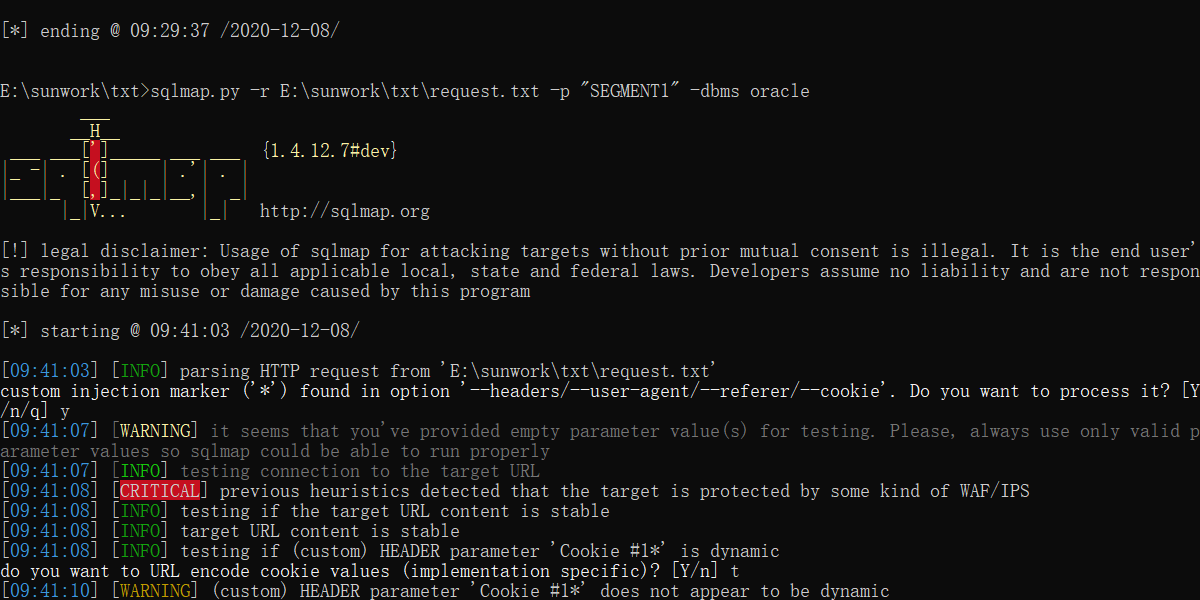 [*] ending @ 09:29:37 /2020-12-08/
E:\sunwork\txt>sqlmap.py -r E:\sunwork\txt\request.txt -p "SEGMENT1" -dbms oracle
___
__H__
___ ___[']_____ ___ ___  {1.4.12.7#dev}
|_ -| . [(]     | .'| . |
|___|_  [,]_|_|_|__,|  _|
|_|V...       |_|   http://sqlmap.org
[!] legal disclaimer: Usage of sqlmap for attacking targets without prior mutual consent is illegal. It is the end user'
s responsibility to obey all applicable local, state and federal laws. Developers assume no liability and are not respon
sible for any misuse or damage caused by this program
[*] starting @ 09:41:03 /2020-12-08/
[09:41:03] [INFO] parsing HTTP request from 'E:\sunwork\txt\request.txt'
custom injection marker ('*') found in option '--headers/--user-agent/--referer/--cookie'. Do you want to process it? [Y
/n/q] y
[09:41:07] [WARNING] it seems that you've provided empty parameter value(s) for testing. Please, always use only valid p
arameter values so sqlmap could be able to run properly
[09:41:07] [INFO] testing connection to the target URL
[09:41:08] [CRITICAL] previous heuristics detected that the target is protected by some kind of WAF/IPS
[09:41:08] [INFO] testing if the target URL content is stable
[09:41:08] [INFO] target URL content is stable
[09:41:08] [INFO] testing if (custom) HEADER parameter 'Cookie #1*' is dynamic
do you want to URL encode cookie values (implementation specific)? [Y/n] t
[09:41:10] [WARNING] (custom) HEADER parameter 'Cookie #1*' does not appear to be dynamic